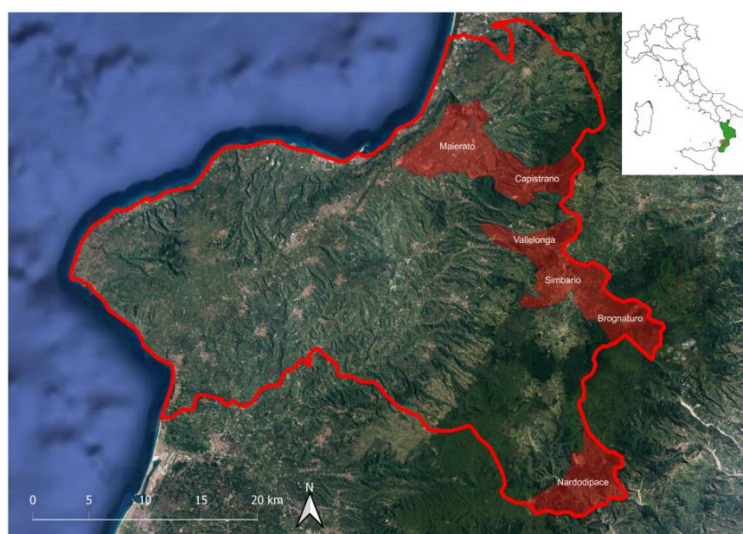 Maierato
Capistrano
Vallelonga
Simbario
Brognaturo
Nardodipace
N
0 5 10 15 20 km